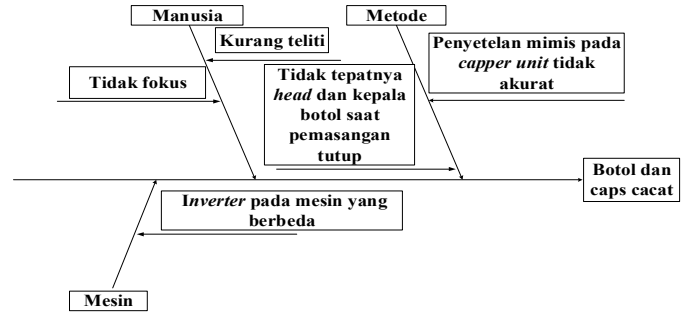 Manusia
Metode
Kurang teliti
Penyetelan mimis pada
capper unit tidak
akurat
Tidak fokus
Tidak tepatnya
head dan kepala
botol saat
pemasangan
tutup
Botol dan
caps cacat
Inverter pada mesin yang
berbeda
Mesin